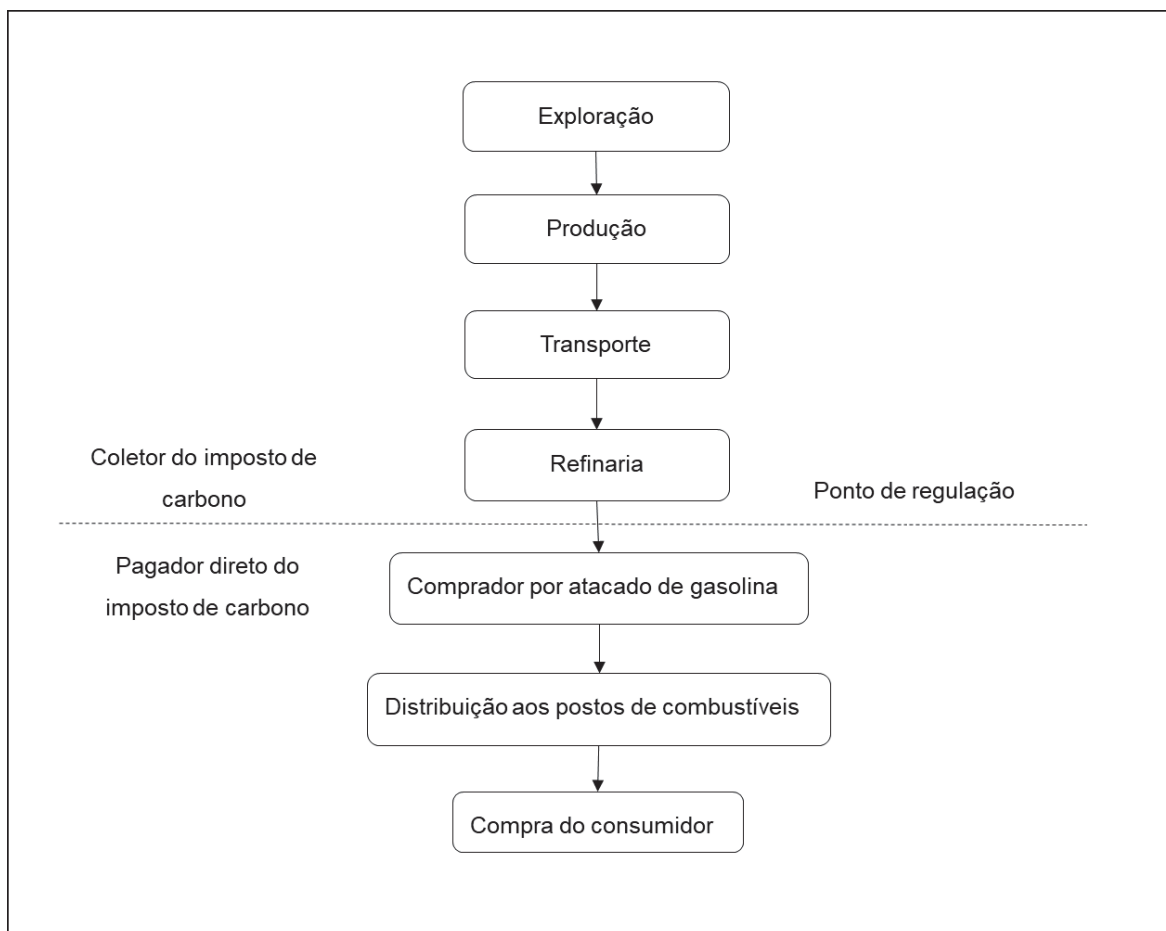 Exploração
Produção
Transporte
Refinaria
Coletor do imposto de
carbono
Ponto de regulação
Pagador direto do
imposto de carbono
Comprador por atacado de gasolina
Distribuição aos postos de combustíveis
Compra do consumidor